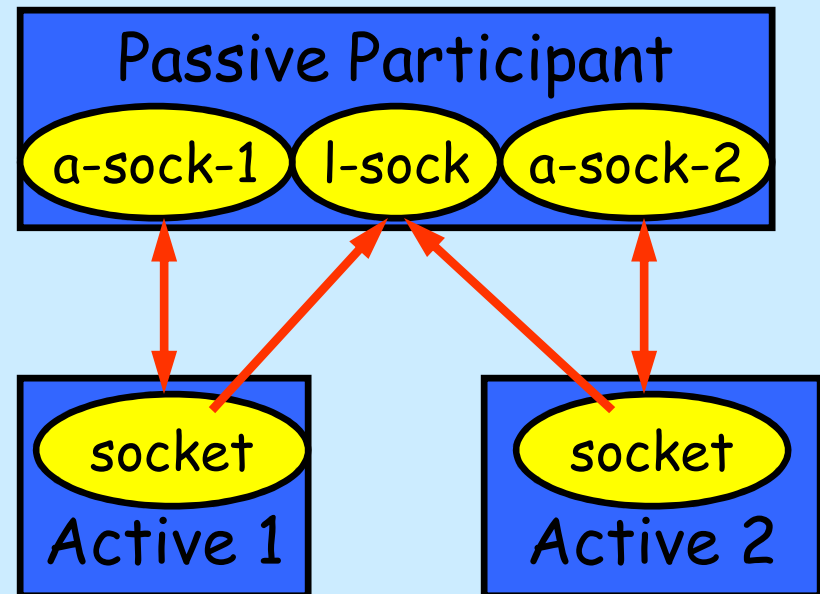 Passive Participant
a-sock-1 l-sock a-sock-2
socket socket
Active 1 Active 2